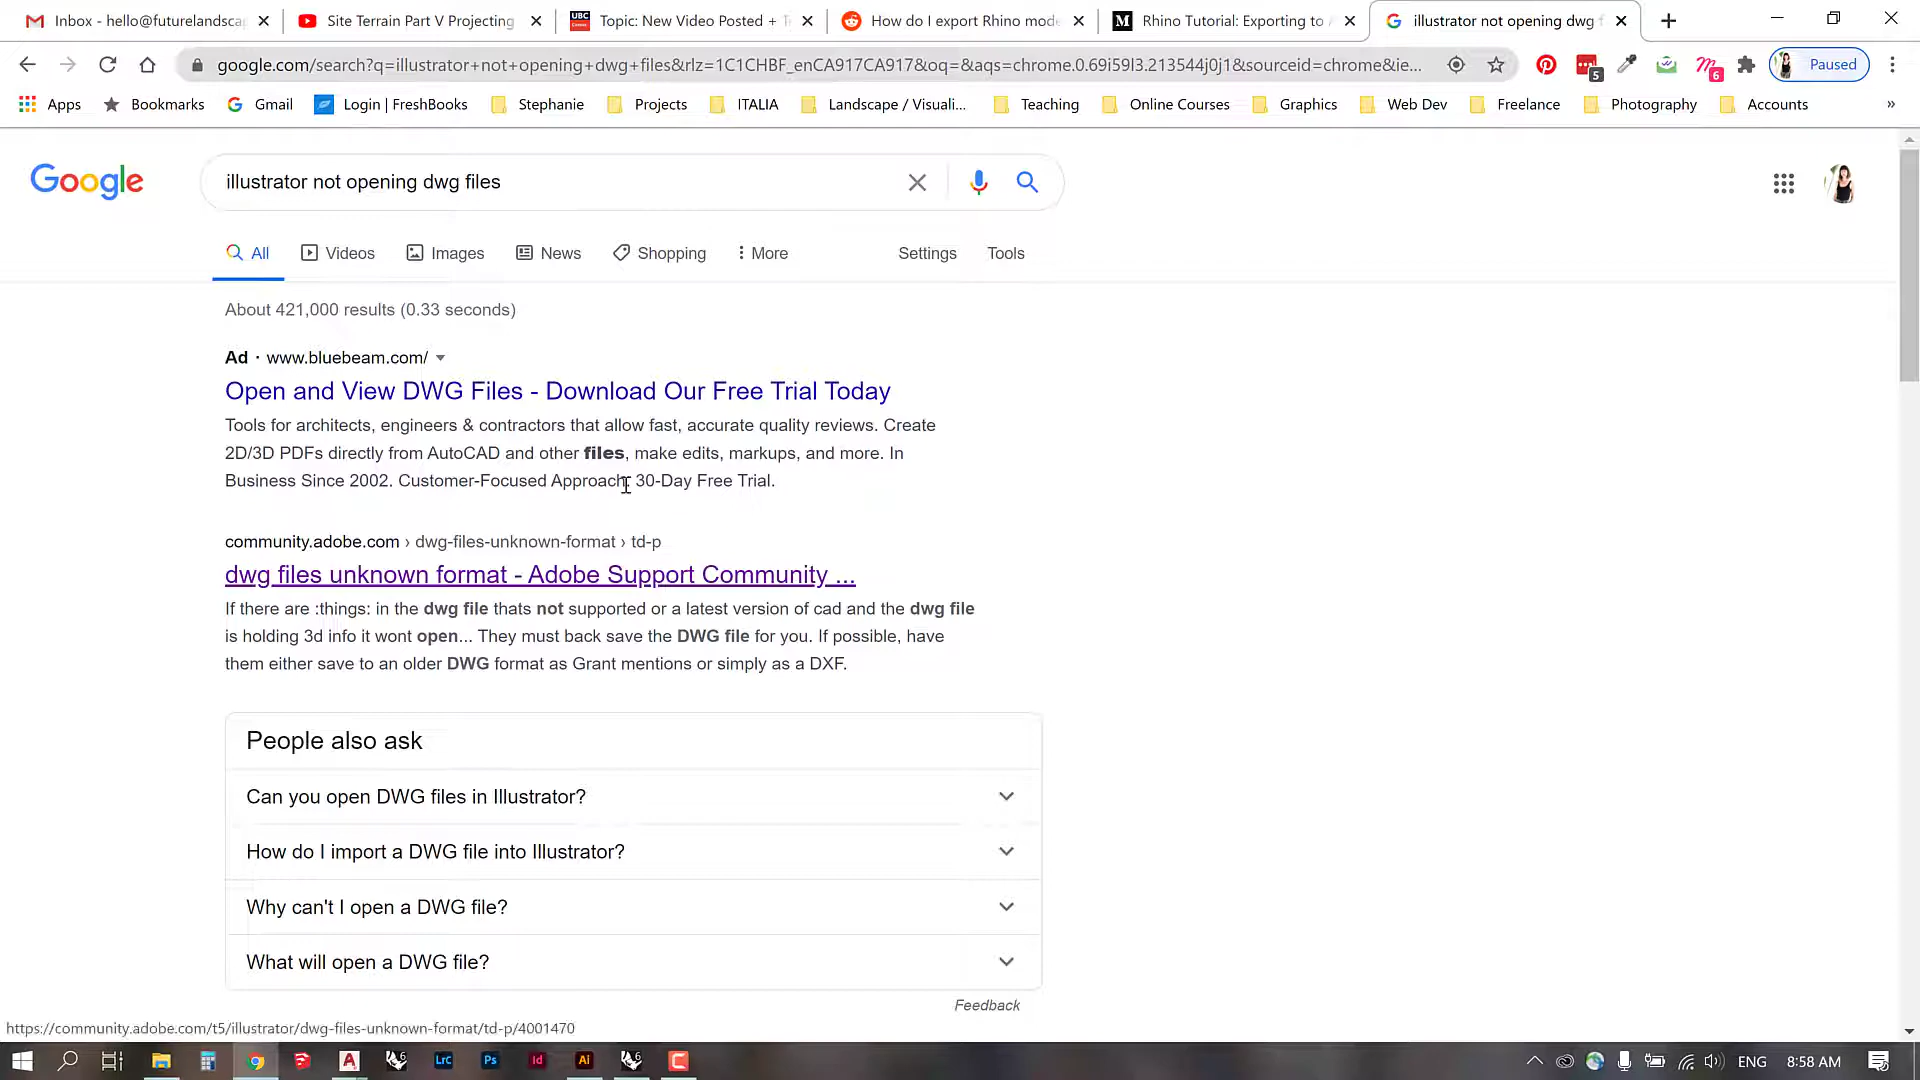 Inbox - hello@futurelandsca
Site Terrain Part V Projecting
UBC
Topic: New Video Posted + T
How do I export Rhino mode
Rhino Tutorial: Exporting to A
illustrator not opening dwg f
google.com/search?q=illustrator+not+opening+dwg+files&rlz=1C1CHBF_enCA917CA917&oq=&aqs=chrome.0.69i59l3.213544j0j1&sourceid=chrome&ie...
5
6
Paused
Apps
Bookmarks
Gmail
Login | FreshBooks
Stephanie
Projects
ITALIA
Landscape / Visuali...
Teaching
Online Courses
Graphics
Web Dev
Freelance
Photography
Accounts
»
Google
illustrator not opening dwg files
All
Videos
Images
News
Shopping
More
Settings
Tools
About 421,000 results (0.33 seconds)
Ad · www.bluebeam.com/
Open and View DWG Files - Download Our Free Trial Today
Tools for architects, engineers & contractors that allow fast, accurate quality reviews. Create
2D/3D PDFs directly from AutoCAD and other files, make edits, markups, and more. In
Business Since 2002. Customer-Focused Approach. 30-Day Free Trial.
community.adobe.com › dwg-files-unknown-format › td-p
dwg files unknown format - Adobe Support Community ...
If there are :things: in the dwg file thats not supported or a latest version of cad and the dwg file
is holding 3d info it wont open... They must back save the DWG file for you. If possible, have
them either save to an older DWG format as Grant mentions or simply as a DXF.
People also ask
Can you open DWG files in Illustrator?
How do I import a DWG file into Illustrator?
Why can't I open a DWG file?
What will open a DWG file?
Feedback
https://community.adobe.com/t5/illustrator/dwg-files-unknown-format/td-p/4001470
A
6
LrC
Ps
Id
Ai
6
C
ENG
8:58 AM